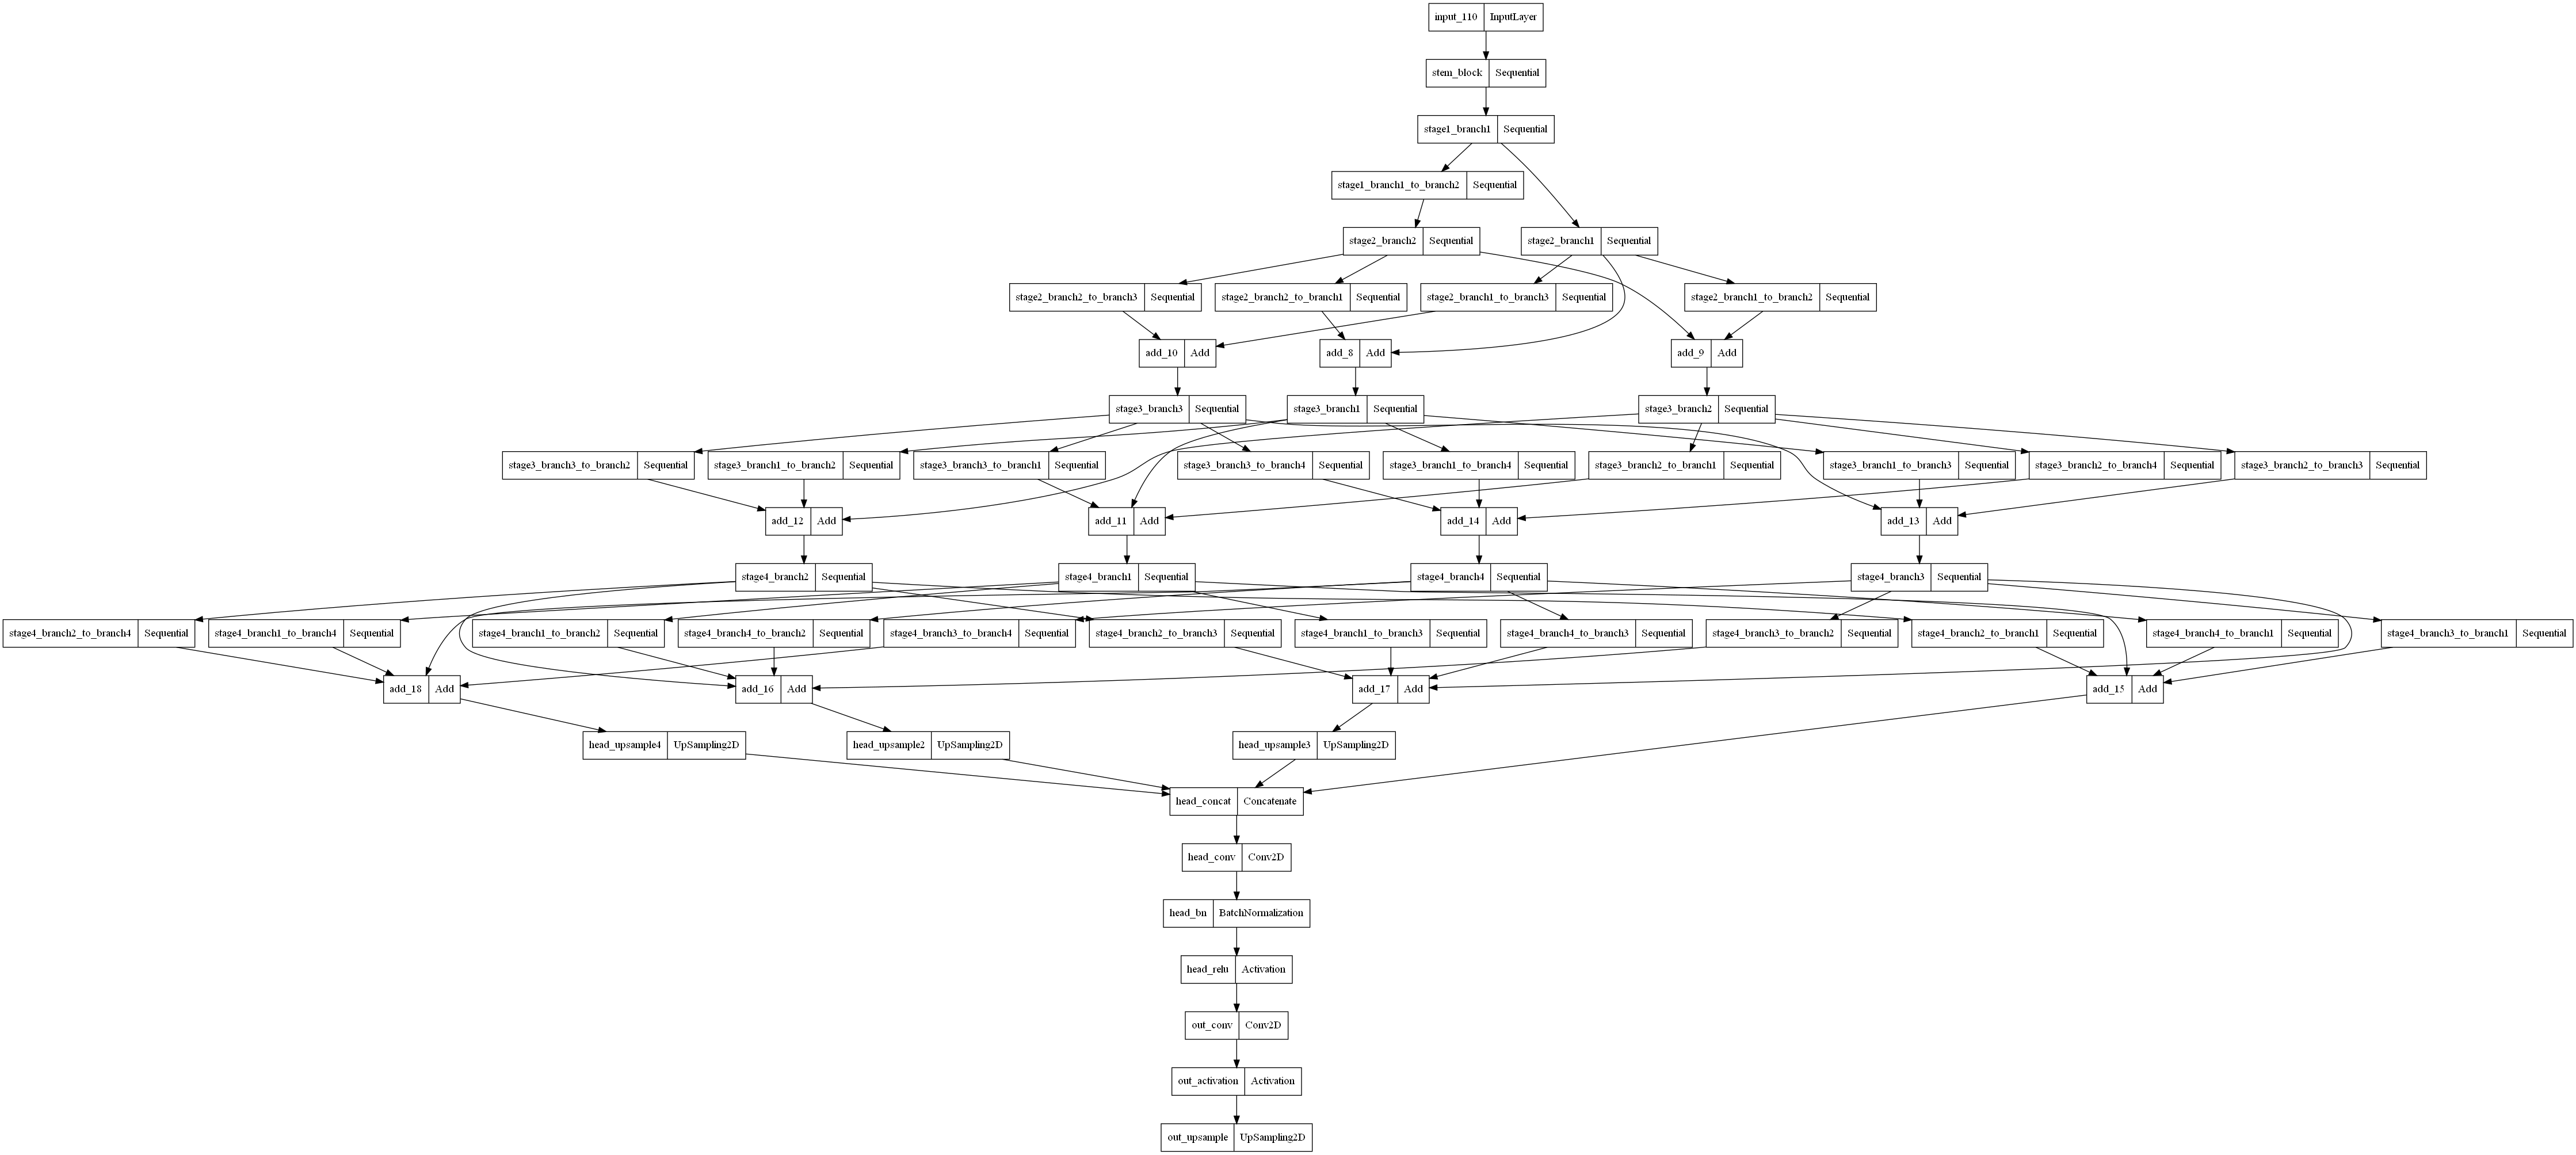 input_110 InputLayer
stem_block Sequential
stage1_branch1 Sequential
stage1_branch1_to_branch2 Sequential
stage2_branch2 Sequential
stage2_branch1 Sequential
stage2_branch2_to_branch3 Sequential
stage2_branch2_to_branch1 Sequential
stage2_branch1_to_branch3 Sequential
stage2_branch1_to_branch2 Sequential
add_10 Add
add_8 Add
add_9 Add
stage3_branch3 Sequential
stage3_branch1 Sequential
stage3_branch2 Sequential
stage3_branch3_to_branch2 Sequential
stage3_branch1_to_branch2 Sequential
stage3_branch3_to_branch1 Sequential
stage3_branch3_to_branch4 Sequential
stage3_branch1_to_branch4 Sequential
stage3_branch2_to_branch1 Sequential
stage3_branch1_to_branch3 Sequential
stage3_branch2_to_branch4 Sequential
stage3_branch2_to_branch3 Sequential
add_12 Add
add_11 Add
add_14 Add
add_13 Add
stage4_branch2 Sequential
stage4_branch1 Sequential
stage4_branch4 Sequential
stage4_branch3 Sequential
stage4_branch2_to_branch4 Sequential
stage4_branch1_to_branch4 Sequential
stage4_branch1_to_branch2 Sequential
stage4_branch4_to_branch2 Sequential
stage4_branch3_to_branch4 Sequential
stage4_branch2_to_branch3 Sequential
stage4_branch1_to_branch3 Sequential
stage4_branch4_to_branch3 Sequential
stage4_branch3_to_branch2 Sequential
stage4_branch2_to_branch1 Sequential
stage4_branch4_to_branch1 Sequential
stage4_branch3_to_branch1 Sequential
add_18 Add
add_16 Add
add_17 Add
add_15 Add
head_upsample4 UpSampling2D
head_upsample2 UpSampling2D
head_upsample3 UpSampling2D
head_concat Concatenate
head_conv Conv2D
head_bn BatchNormalization
head_relu Activation
out_conv Conv2D
out_activation Activation
out_upsample UpSampling2D